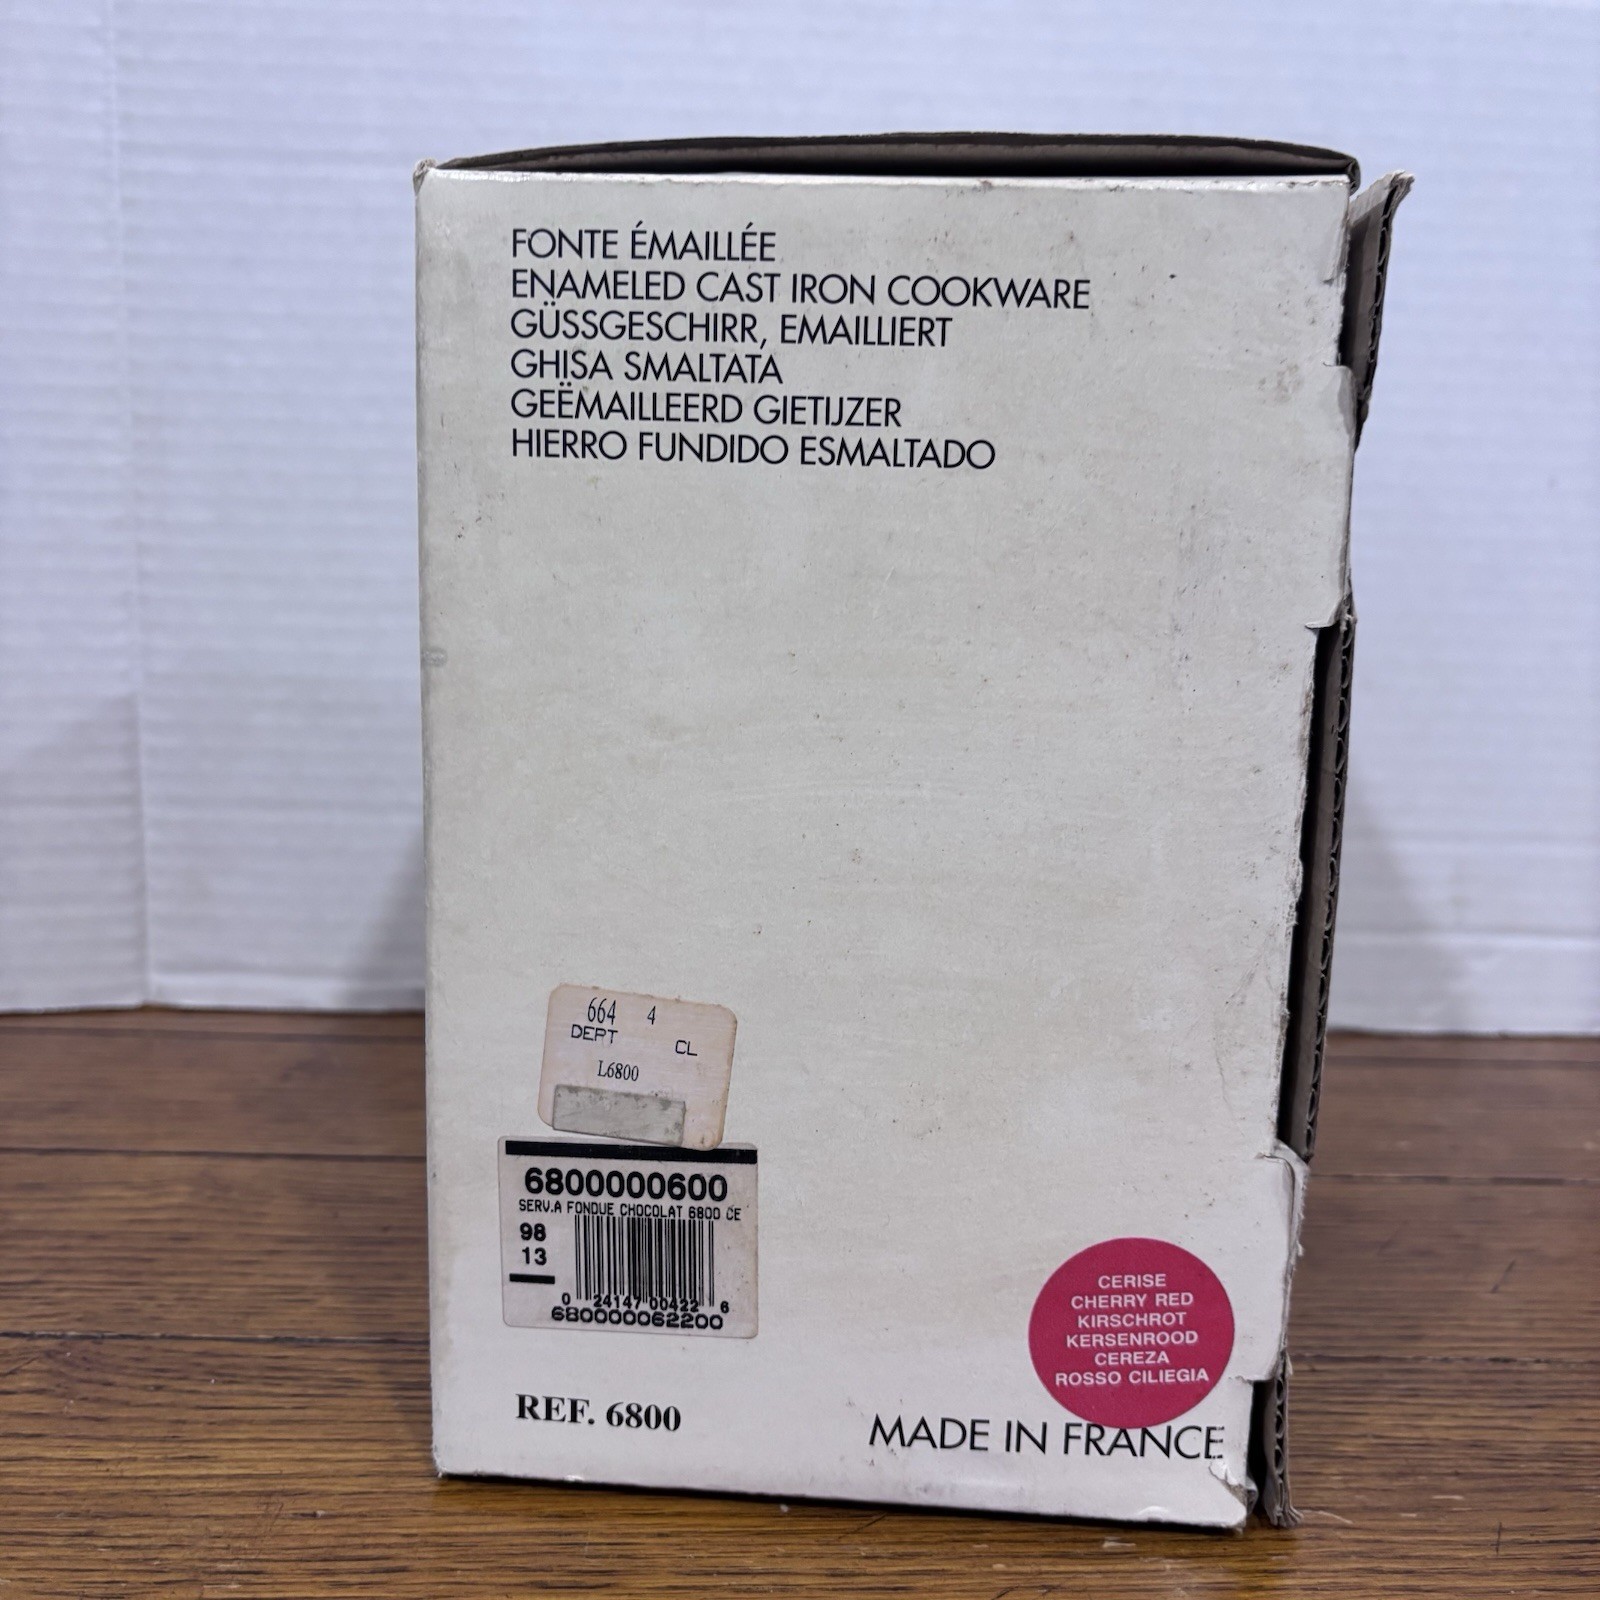 FONTE ÉMAILLÉE
ENAMELED CAST IRON COOKWARE
GÜSSGESCHIRR, EMAILLIERT
GHISA SMALTATA
GEËMAILLEERD GIETIJZER
HIERRO FUNDIDO ESMALTADO
664 4
DEPT CL
L6800
6800000600
SERV.A FONDUE CHOCOLAT 6800 CE
98
13
0 24147 00422 6
680000062200
CERISE
CHERRY RED
KIRSCHROT
KERSENROOD
CEREZA
ROSSO CILIEGIA
REF. 6800
MADE IN FRANCE